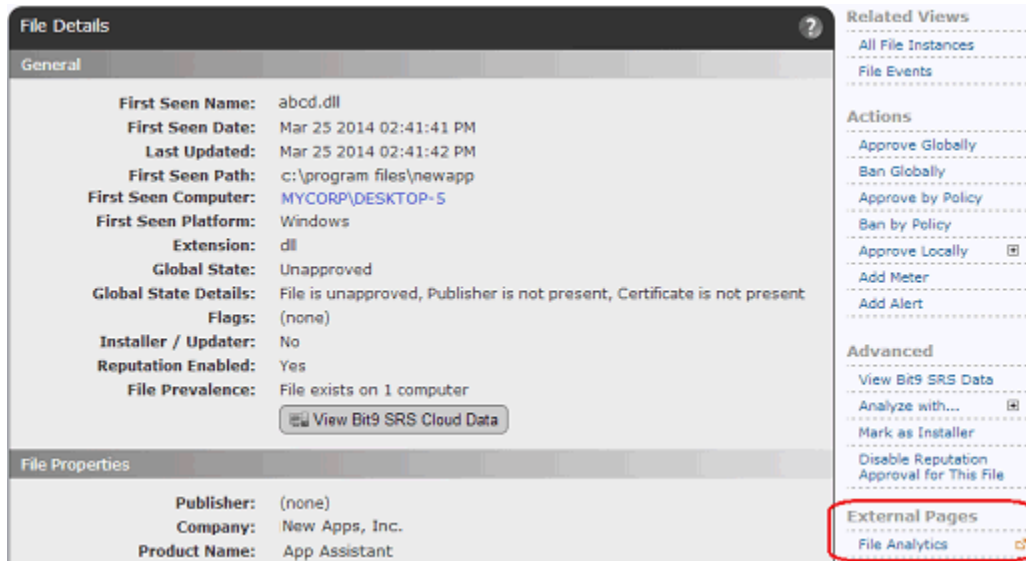 File Details
?
General
First Seen Name: abcd.dll
First Seen Date: Mar 25 2014 02:41:41 PM
Last Updated: Mar 25 2014 02:41:42 PM
First Seen Path: c:\program files\newapp
First Seen Computer: MYCORP\DESKTOP-5
First Seen Platform: Windows
Extension: dll
Global State: Unapproved
Global State Details: File is unapproved, Publisher is not present, Certificate is not present
Flags: (none)
Installer / Updater: No
Reputation Enabled: Yes
File Prevalence: File exists on 1 computer
View Bit9 SRS Cloud Data
File Properties
Publisher: (none)
Company: New Apps, Inc.
Product Name: App Assistant
Related Views
All File Instances
File Events
Actions
Approve Globally
Ban Globally
Approve by Policy
Ban by Policy
Approve Locally
Add Meter
Add Alert
Advanced
View Bit9 SRS Data
Analyze with...
Mark as Installer
Disable Reputation
Approval for This File
External Pages
File Analytics